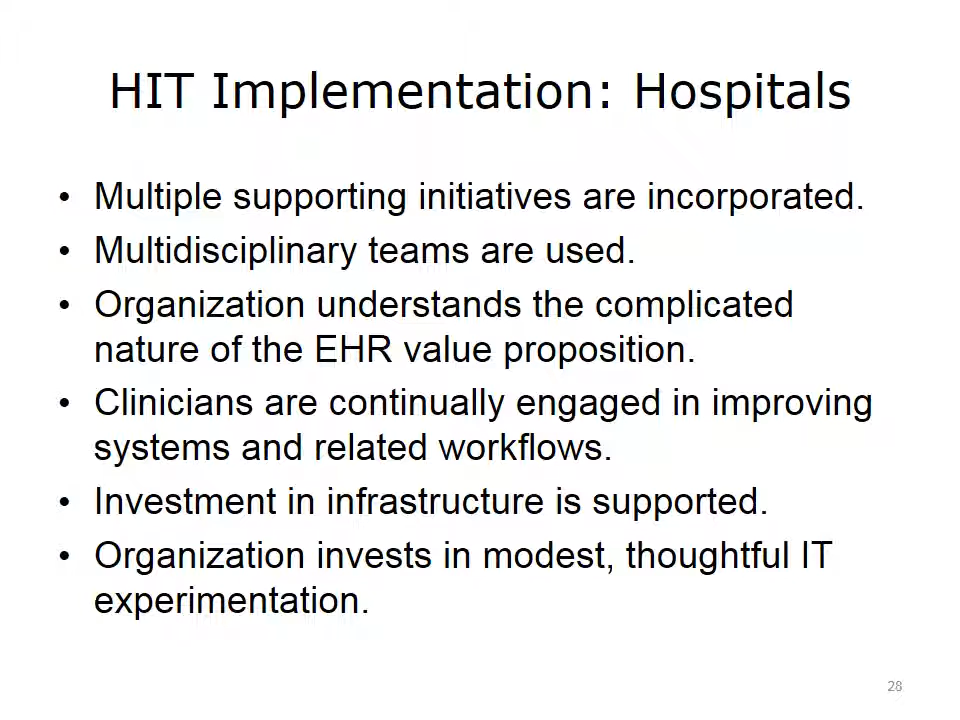 HIT Implementation: Hospitals
• Multiple supporting initiatives are incorporated.
• Multidisciplinary teams are used.
• Organization understands the complicated
nature of the EHR value proposition.
• Clinicians are continually engaged in improving
systems and related workflows.
• Investment in infrastructure is supported.
• Organization invests in modest, thoughtful IT
experimentation.
28